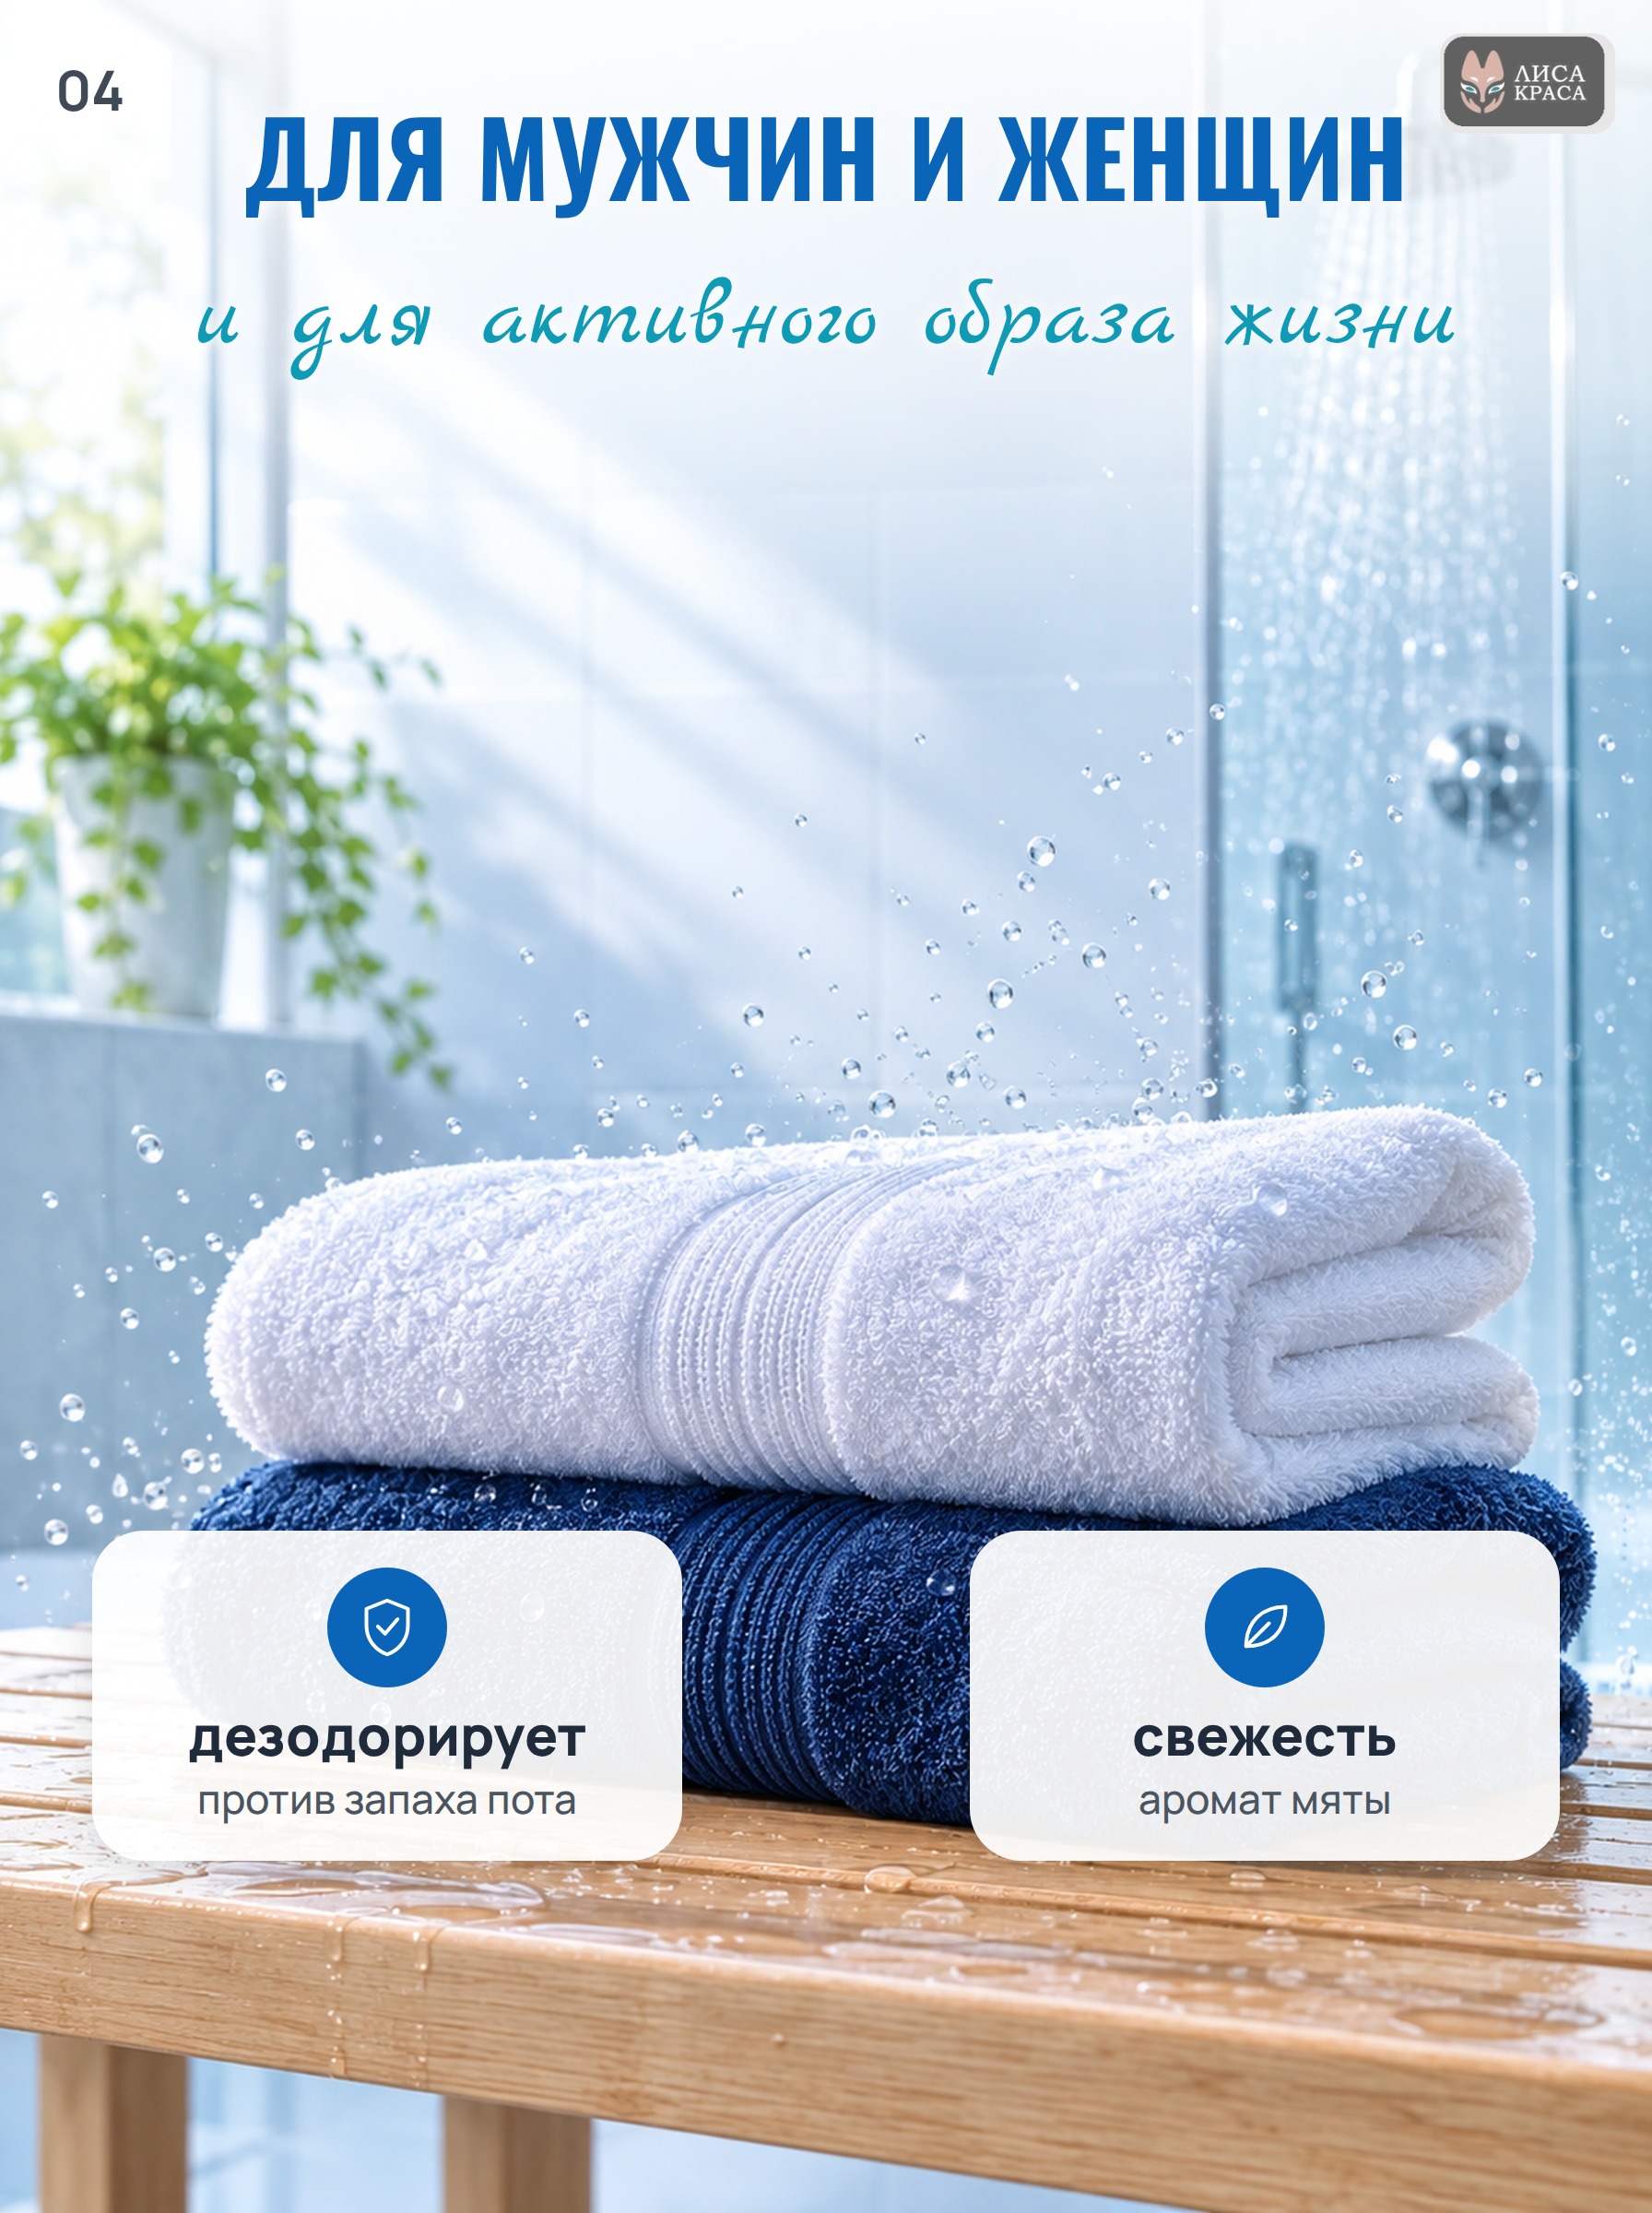 04
ЛИСА
КРАСА
ДЛЯ МУЖЧИН И ЖЕНЩИН
и для активного образа жизни
дезодорирует
против запаха пота
свежесть
аромат мяты